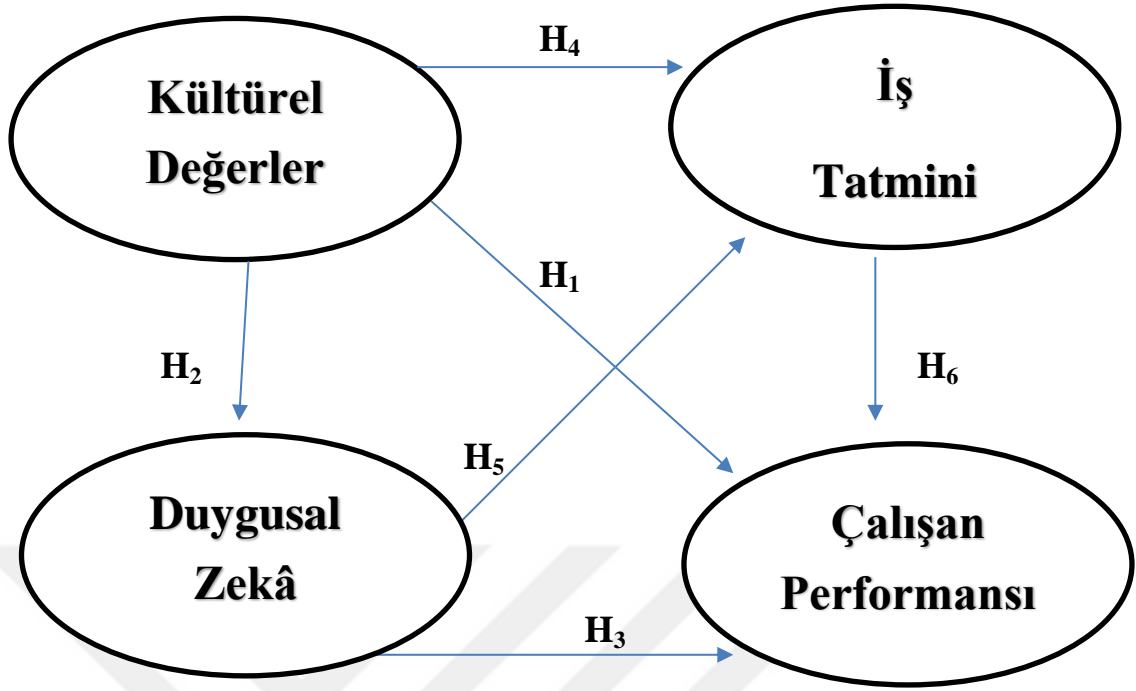 H₄
Kültürel
Değerler
İş
Tatmini
H₁
H₂
H₆
H₅
Duygusal
Zekâ
Çalışan
Performansı
H₃